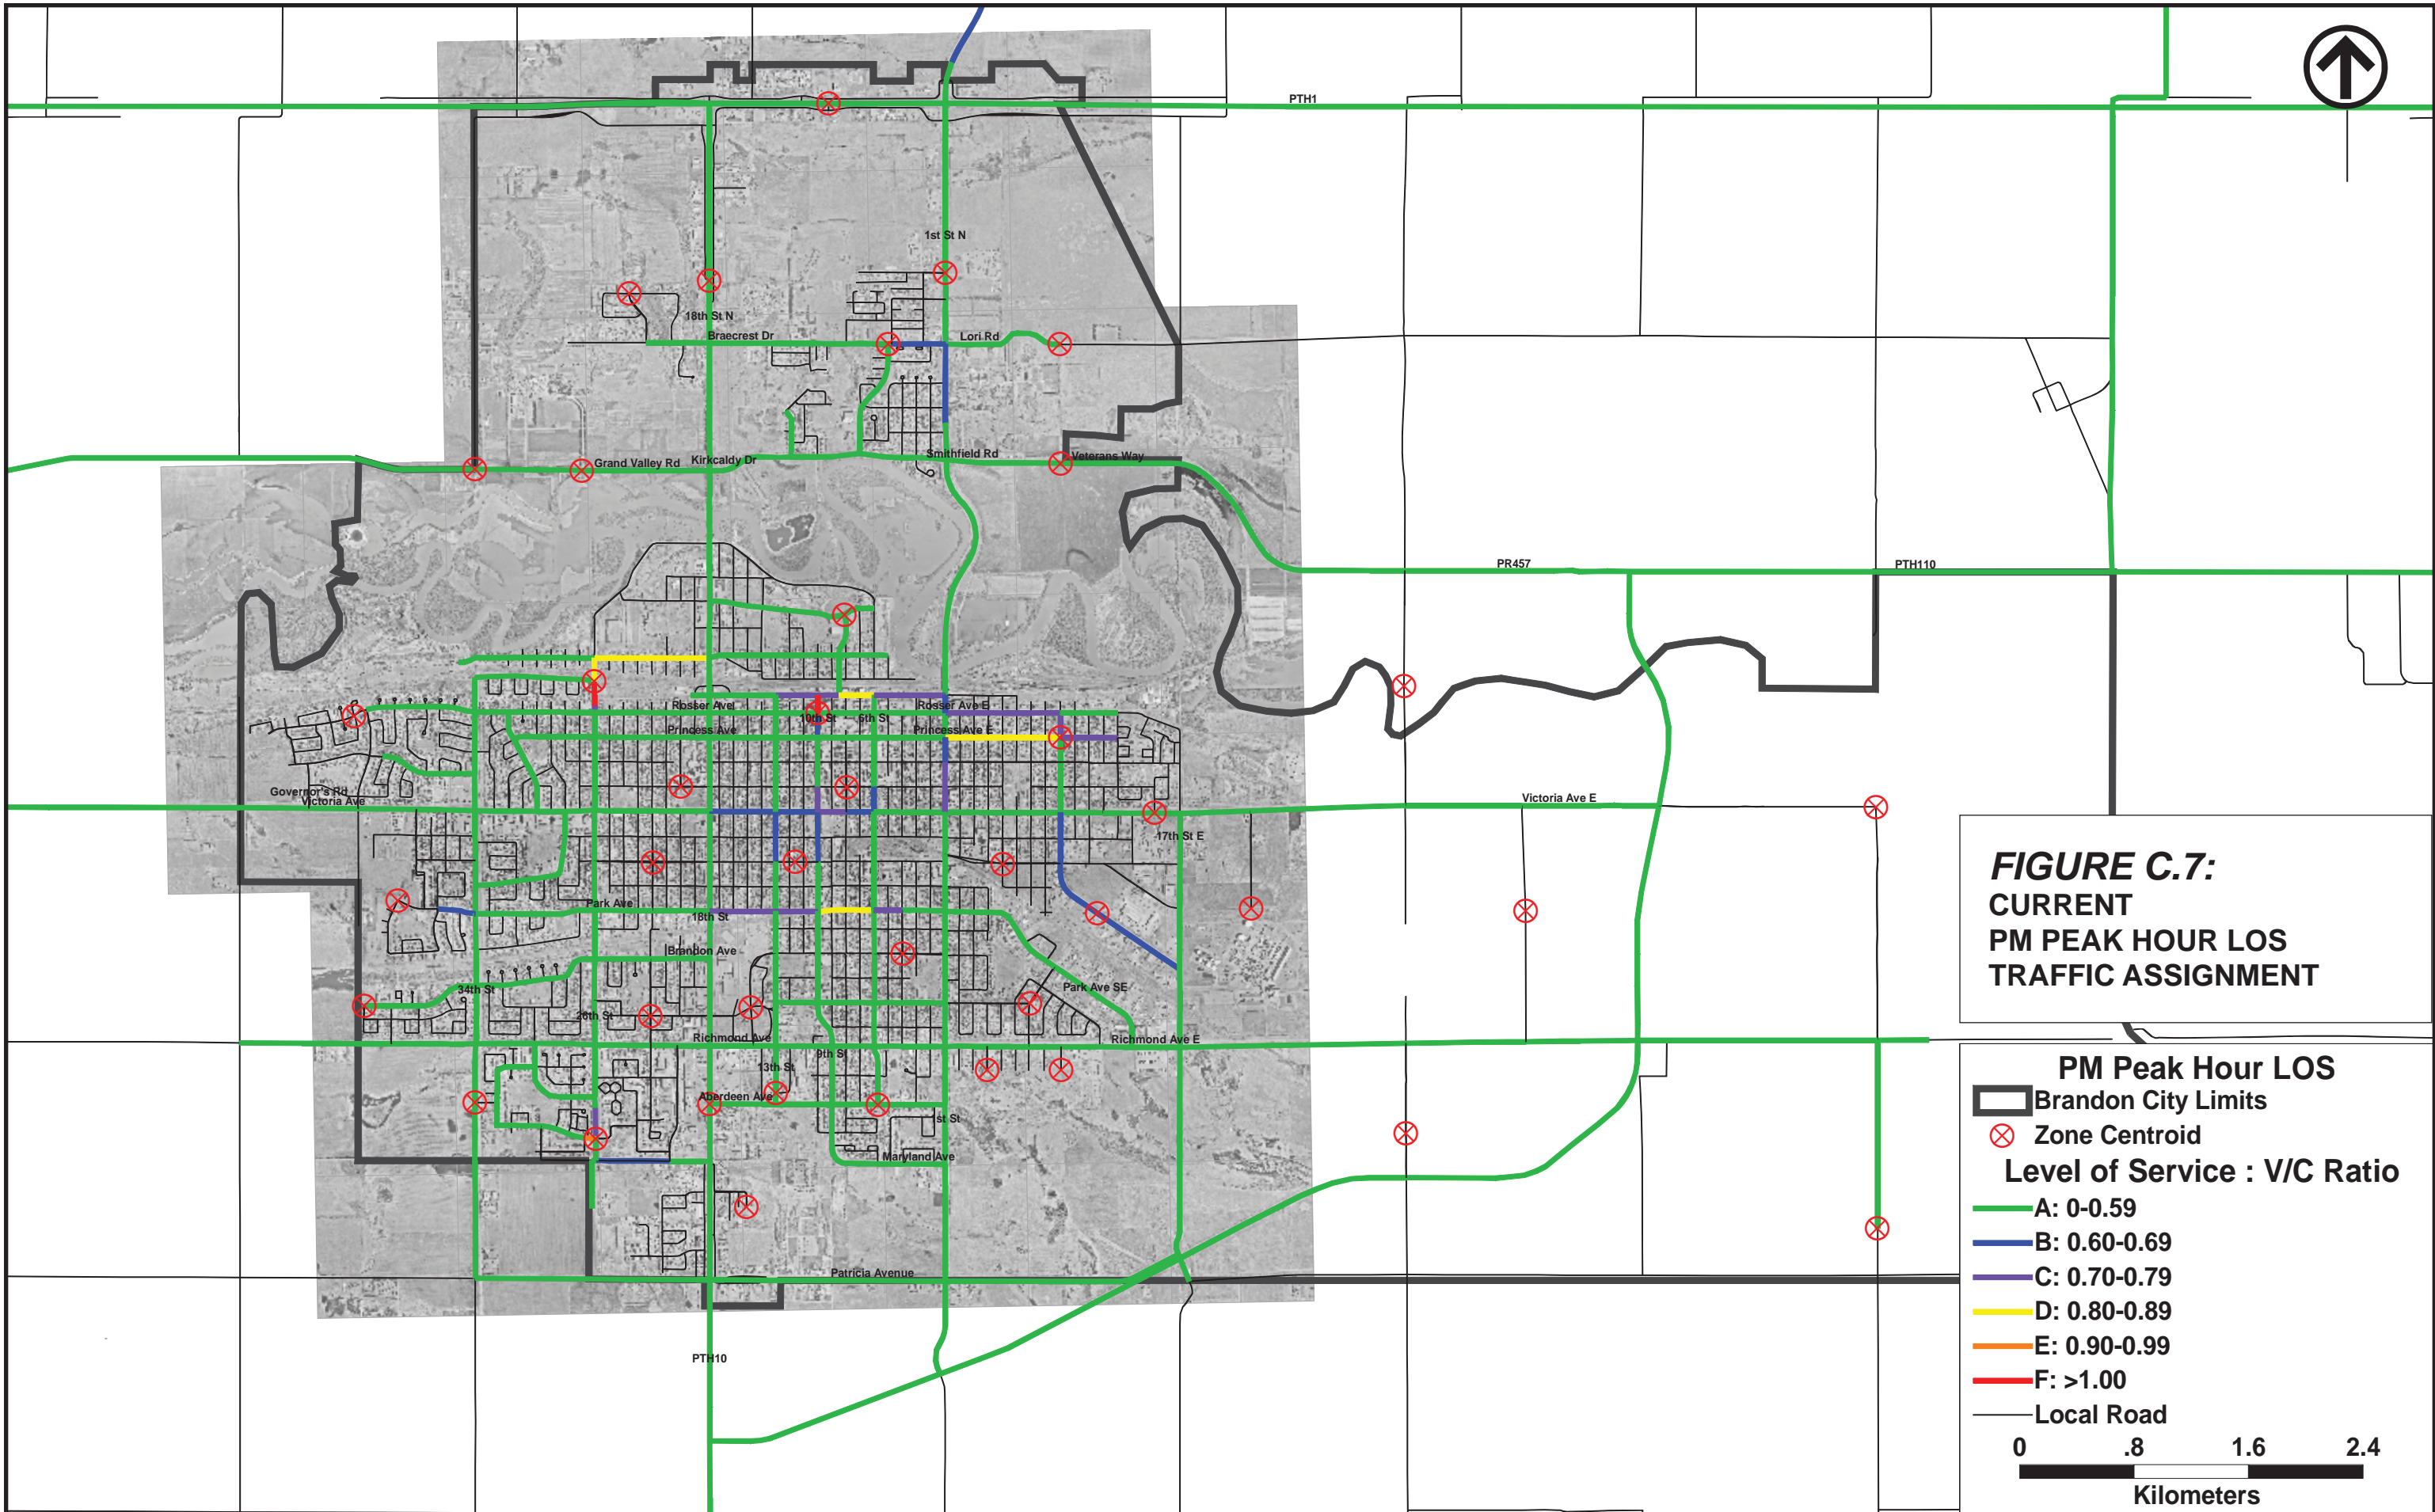 PTH1
1st St N
18th St N
Braecrest Dr
Lori Rd
Grand Valley Rd
Kirkcaldy Dr
Smithfield Rd
Veterans Way
PR457
PTH110
Rosser Ave
10th St
6th St
Rosser Ave E
Princess Ave
Princess Ave E
Governor's Rd
Victoria Ave
Victoria Ave E
17th St E
Park Ave
18th St
Brandon Ave
34th St
Park Ave SE
26th St
Richmond Ave
9th St
Richmond Ave E
13th St
Aberdeen Ave
st St
Maryland Ave
Patricia Avenue
PTH10
FIGURE C.7:
CURRENT
PM PEAK HOUR LOS
TRAFFIC ASSIGNMENT
PM Peak Hour LOS
Brandon City Limits
Zone Centroid
Level of Service : V/C Ratio
A: 0-0.59
B: 0.60-0.69
C: 0.70-0.79
D: 0.80-0.89
E: 0.90-0.99
F: >1.00
Local Road
0 .8 1.6 2.4
Kilometers